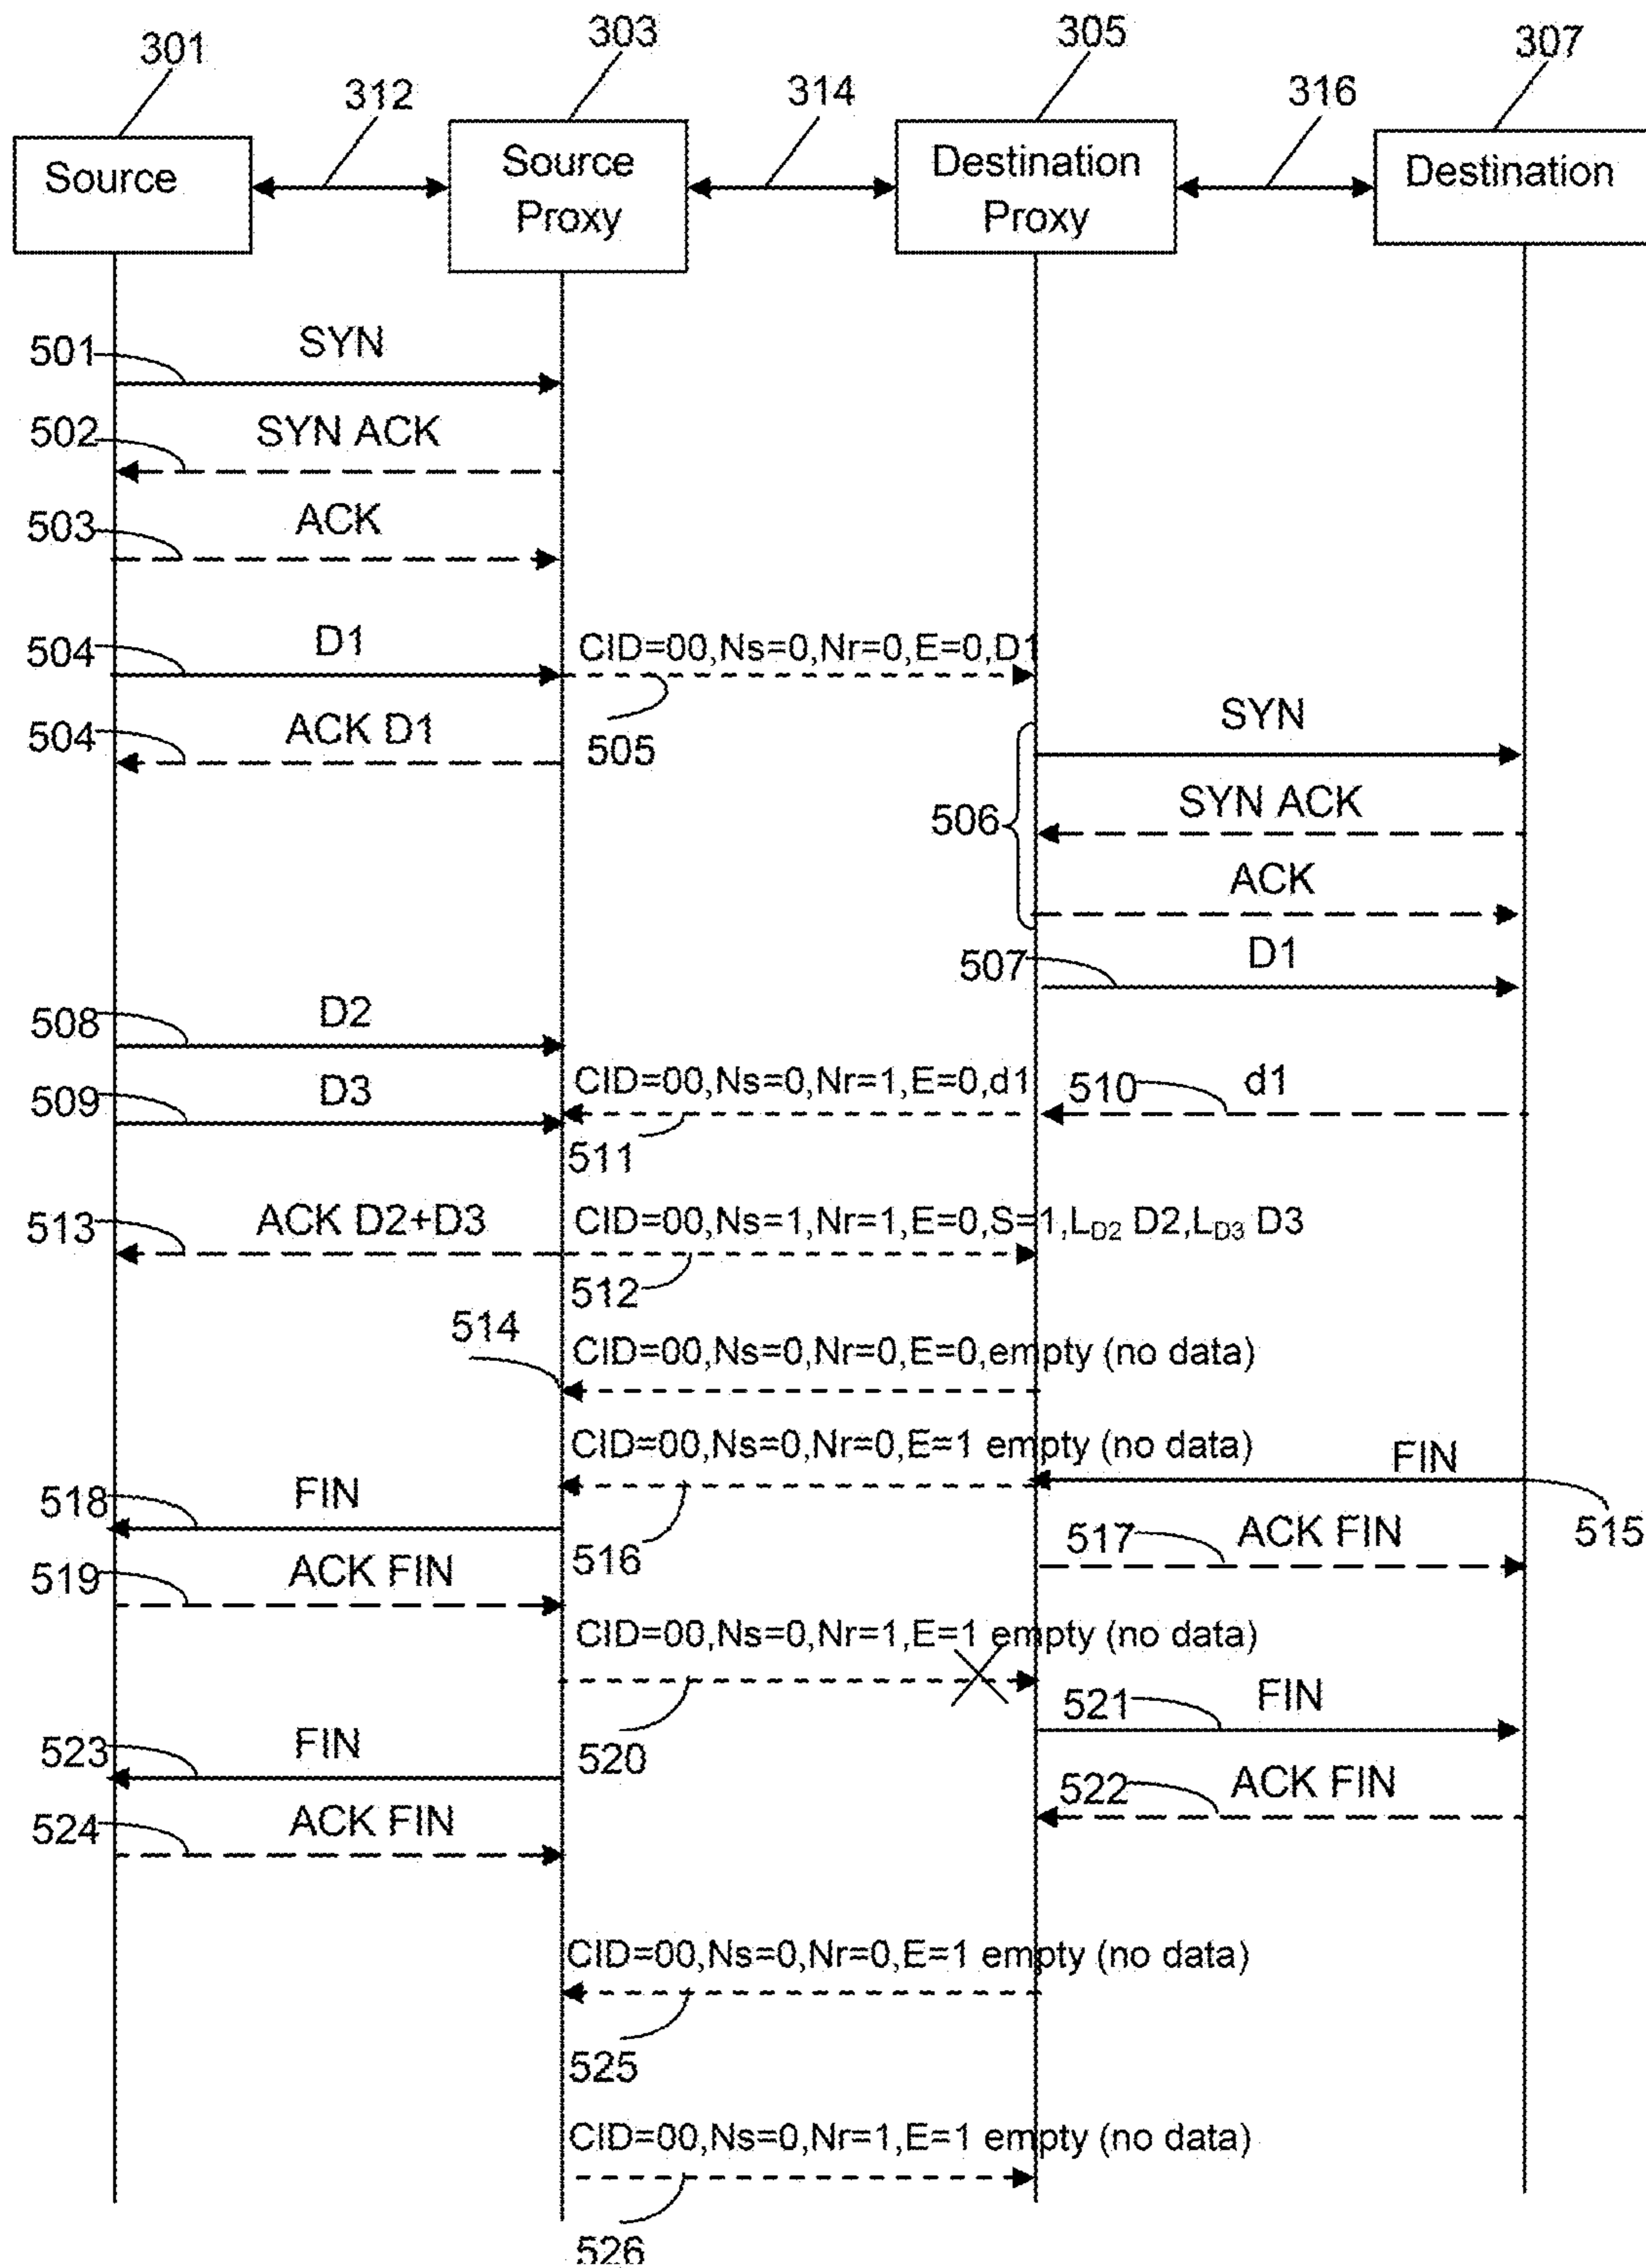 301
303
305
307
312
314
316
Source
Source
Proxy
Destination
Proxy
Destination
501
SYN
502
SYN ACK
503
ACK
504
D1
CID=00,Ns=0,Nr=0,E=0,D1
504
ACK D1
505
SYN
506
SYN ACK
ACK
507
D1
508
D2
509
D3
CID=00,Ns=0,Nr=1,E=0,d1
510
d1
511
513
ACK D2+D3
CID=00,Ns=1,Nr=1,E=0,S=1,L_D2 D2,L_D3 D3
512
514
CID=00,Ns=0,Nr=0,E=0,empty (no data)
CID=00,Ns=0,Nr=0,E=1 empty (no data)
FIN
515
518
FIN
516
517
ACK FIN
519
ACK FIN
CID=00,Ns=0,Nr=1,E=1 empty (no data)
520
521
FIN
523
FIN
522
ACK FIN
524
ACK FIN
CID=00,Ns=0,Nr=0,E=1 empty (no data)
525
CID=00,Ns=0,Nr=1,E=1 empty (no data)
526